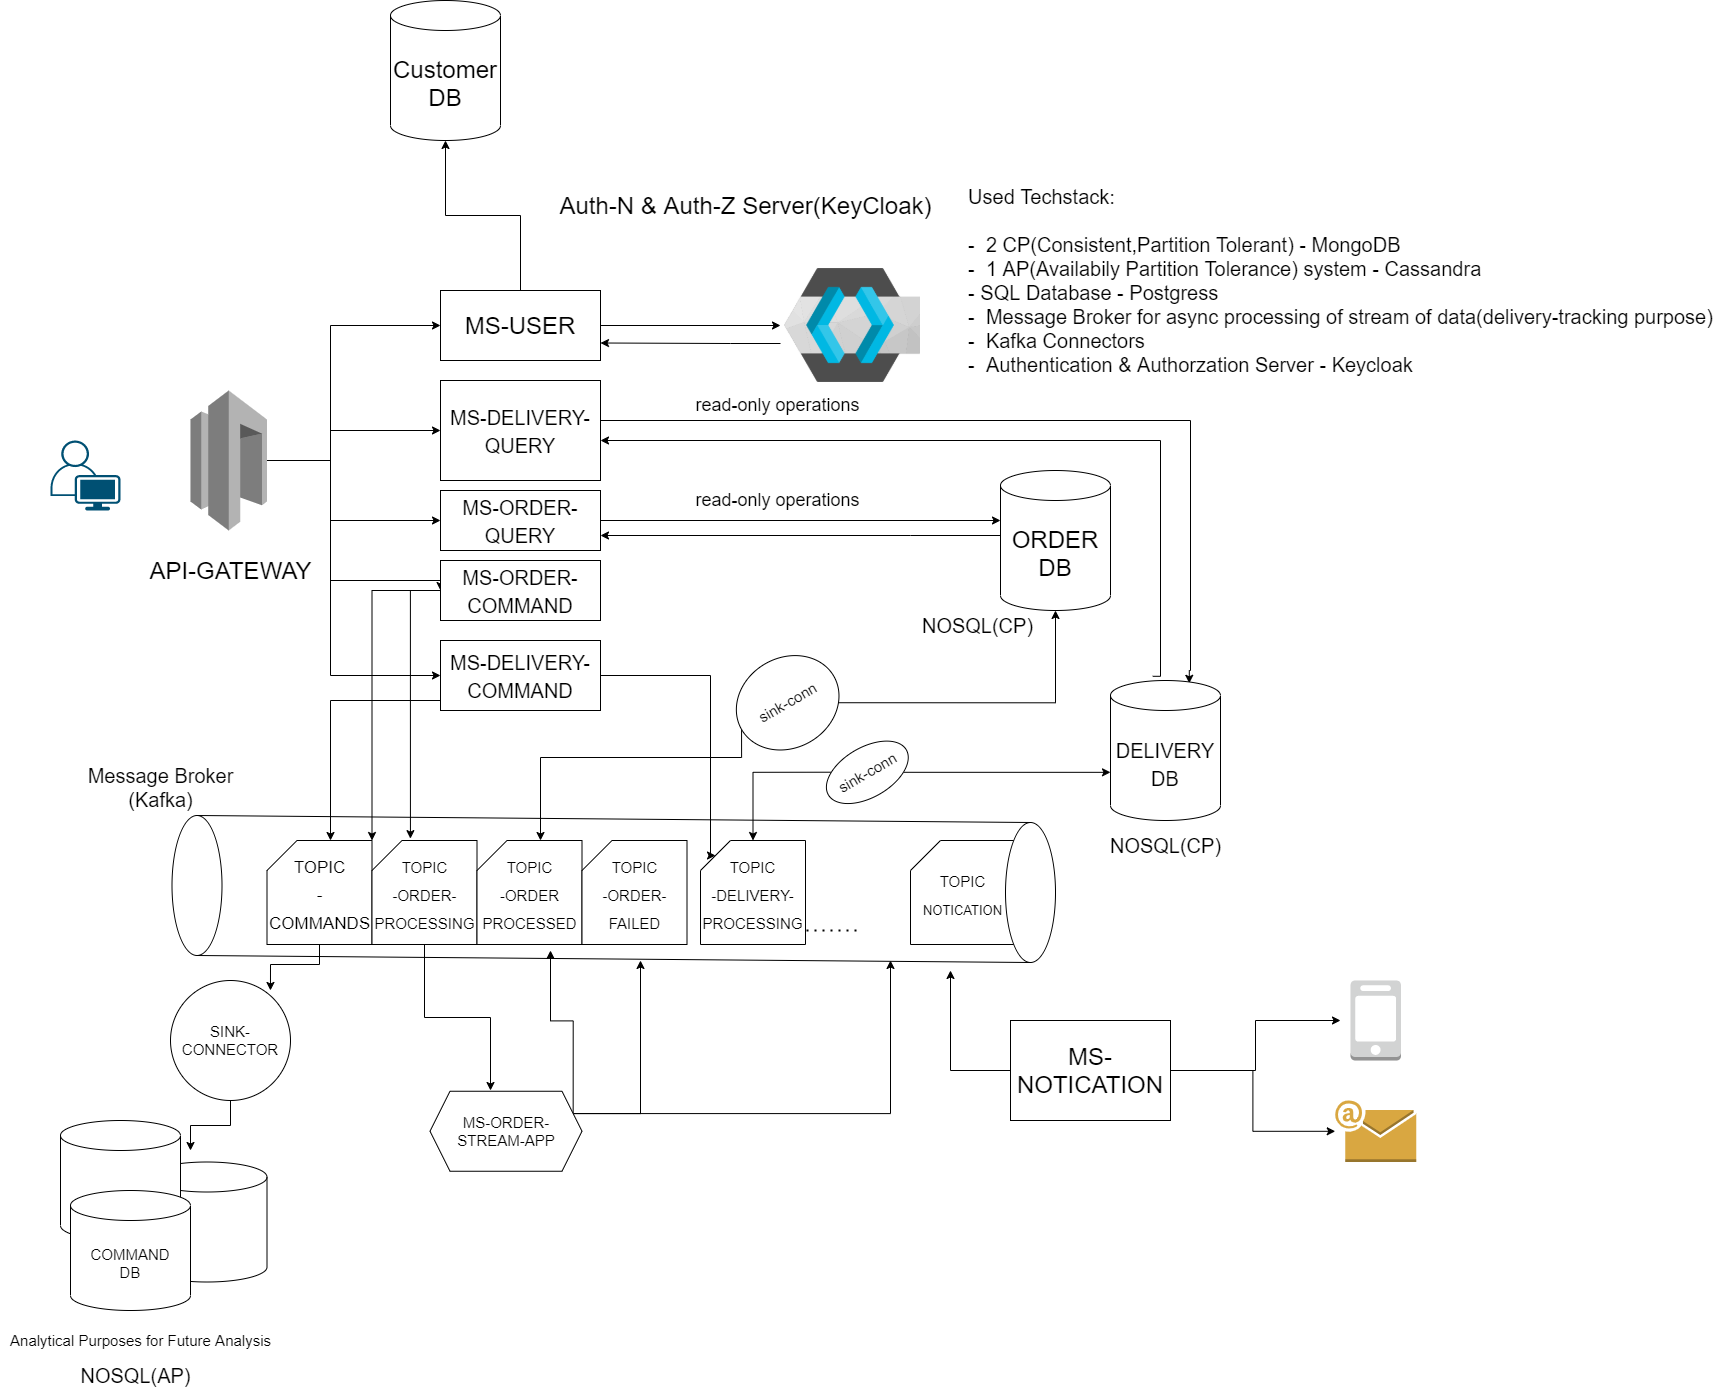 Customer
DB
Auth-N & Auth-Z Server(KeyCloak)
Used Techstack:
- 2 CP(Consistent,Partition Tolerant) - MongoDB
- 1 AP(Availabily Partition Tolerance) system - Cassandra
- SQL Database - Postgress
- Message Broker for async processing of stream of data(delivery-tracking purpose)
- Kafka Connectors
- Authentication & Authorzation Server - Keycloak
MS-USER
MS-DELIVERY-
QUERY
read-only operations
MS-ORDER-
QUERY
read-only operations
ORDER
DB
NOSQL(CP)
API-GATEWAY
MS-ORDER-
COMMAND
MS-DELIVERY-
COMMAND
sink-conn
sink-conn
DELIVERY
DB
NOSQL(CP)
Message Broker
(Kafka)
TOPIC
-
COMMANDS
TOPIC
-ORDER-
PROCESSING
TOPIC
-ORDER
PROCESSED
TOPIC
-ORDER-
FAILED
TOPIC
-DELIVERY-
PROCESSING
.......
TOPIC
NOTICATION
SINK-
CONNECTOR
MS-ORDER-
STREAM-APP
MS-
NOTICATION
@
COMMAND
DB
Analytical Purposes for Future Analysis
NOSQL(AP)